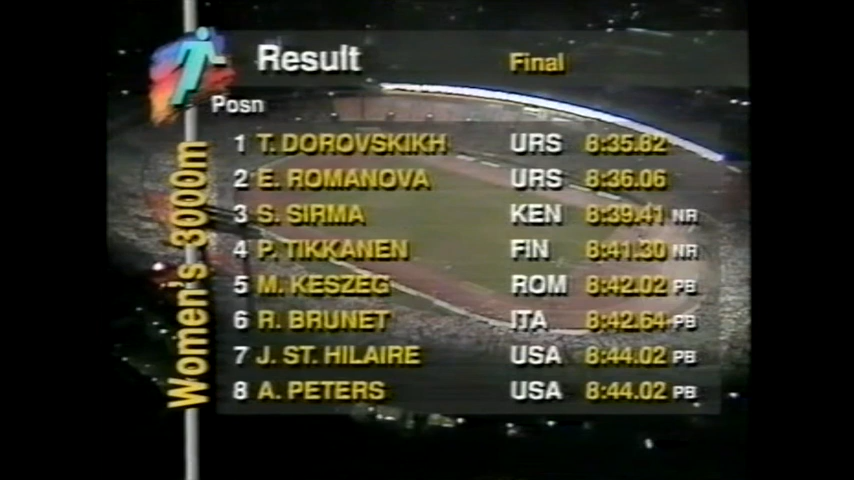 Result Final
Posn
Women's 3000m
1 T. DOROVSKIKH URS 8:35.82
2 E. ROMANOVA URS 8:36.06
3 S. SIRMA KEN 8:39.41 NR
4 P. TIKKANEN FIN 8:41.30 NR
5 M. KESZEG ROM 8:42.02 PB
6 R. BRUNET ITA 8:42.64 PB
7 J. ST. HILAIRE USA 8:44.02 PB
8 A. PETERS USA 8:44.02 PB